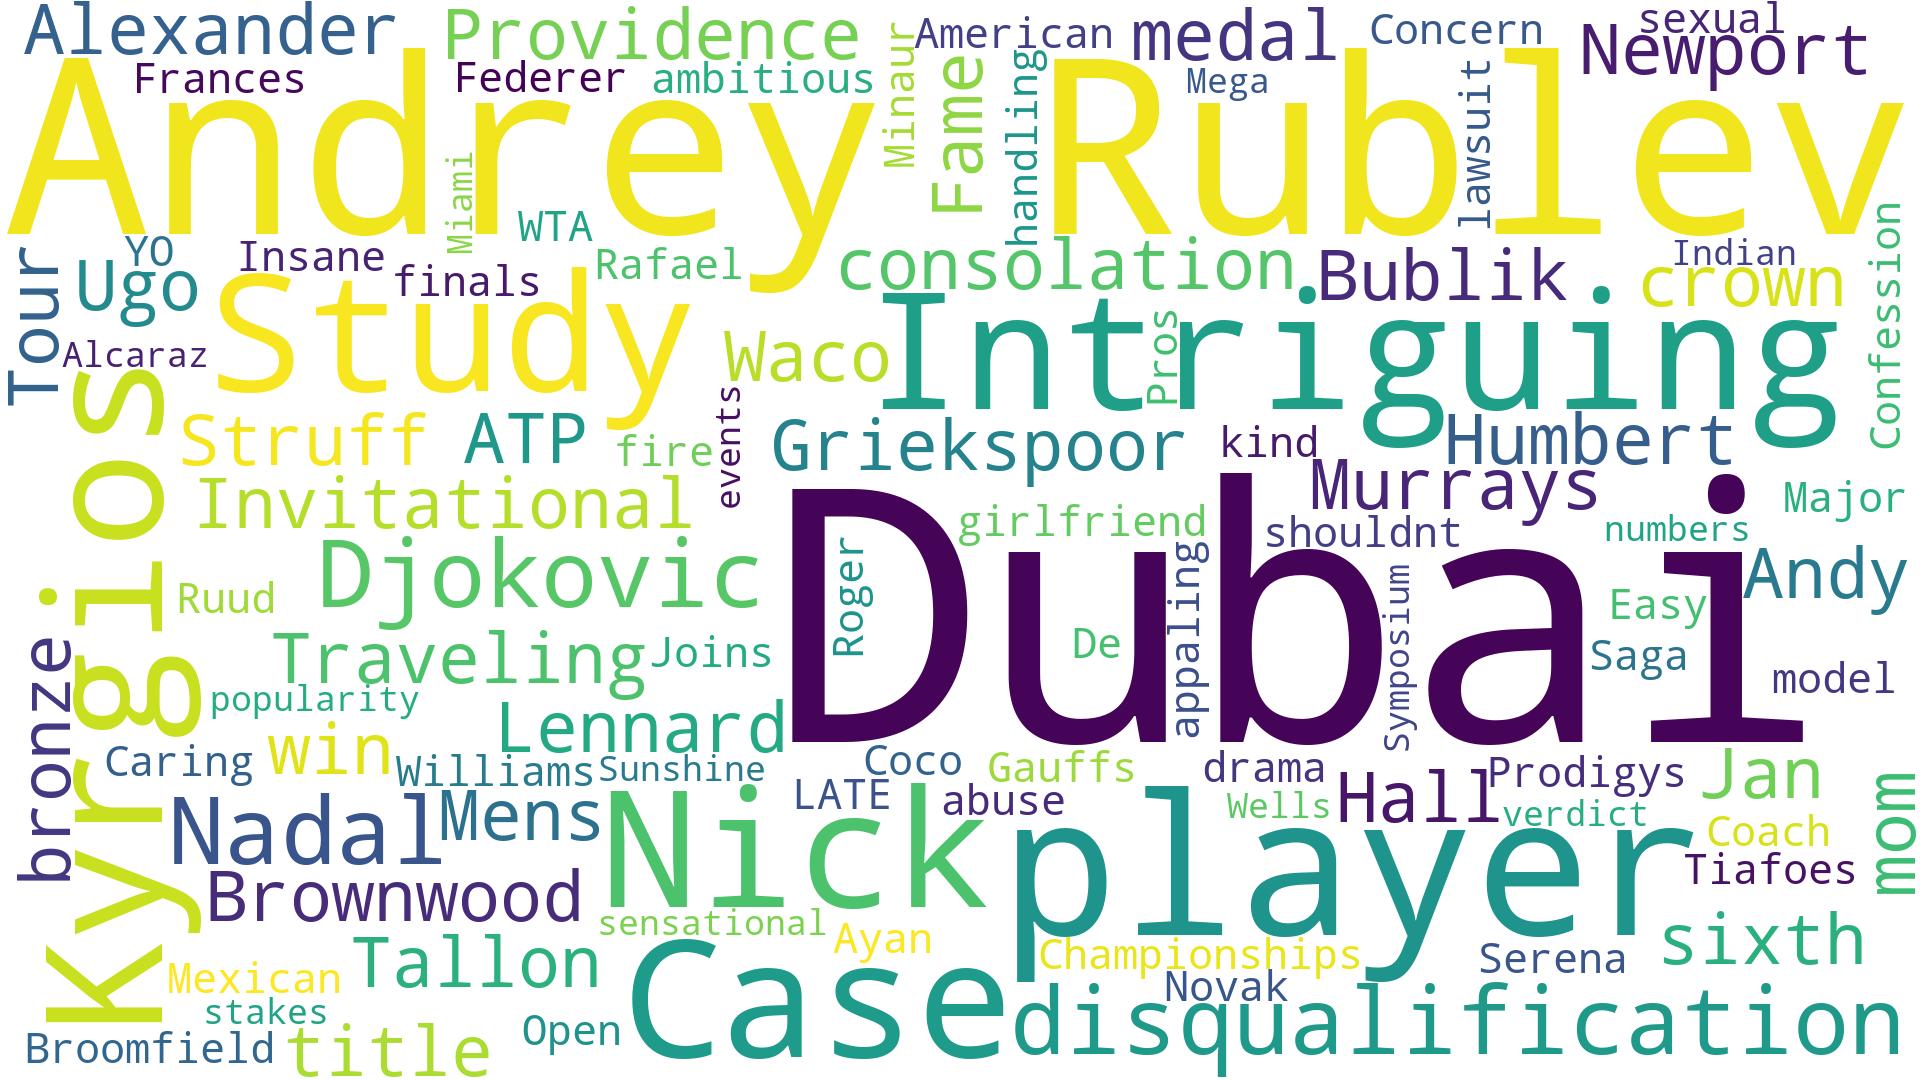 Alexander
Providence
American
medal
Concern
sexual
Newport
Frances
Federer
ambitious
Minaur
Mega
Andrey
Rublev
Fame
handling
lawsuit
Miami
WTA
YO
Insane
finals
Rafael
consolation
Bublik
Indian
crown
Confession
Tour
Ugo
Study
Intriguing
Alcaraz
Waco
Pros
Struff
ATP
fire
events
Griekspoor
kind
Humbert
Kyrgios
Invitational
Murrays
Major
girlfriend
shouldnt
numbers
Djokovic
Dubai
Roger
appaling
Symposium
Andy
Ruud
Easy
bronze
Traveling
Joins
De
Saga
model
popularity
Lennard
Caring
win
Williams
Sunshine
Coco
Gauffs
drama
Prodigys
Jan
Nadal
Mens
Nick
LATE
abuse
player
Wells
Hall
verdict
Coach
mom
Tiafoes
Brownwood
sensational
Ayan
Tallon
Case
Championships
Serena
sixth
Mexican
Novak
stakes
Open
disqualification
Broomfield
title